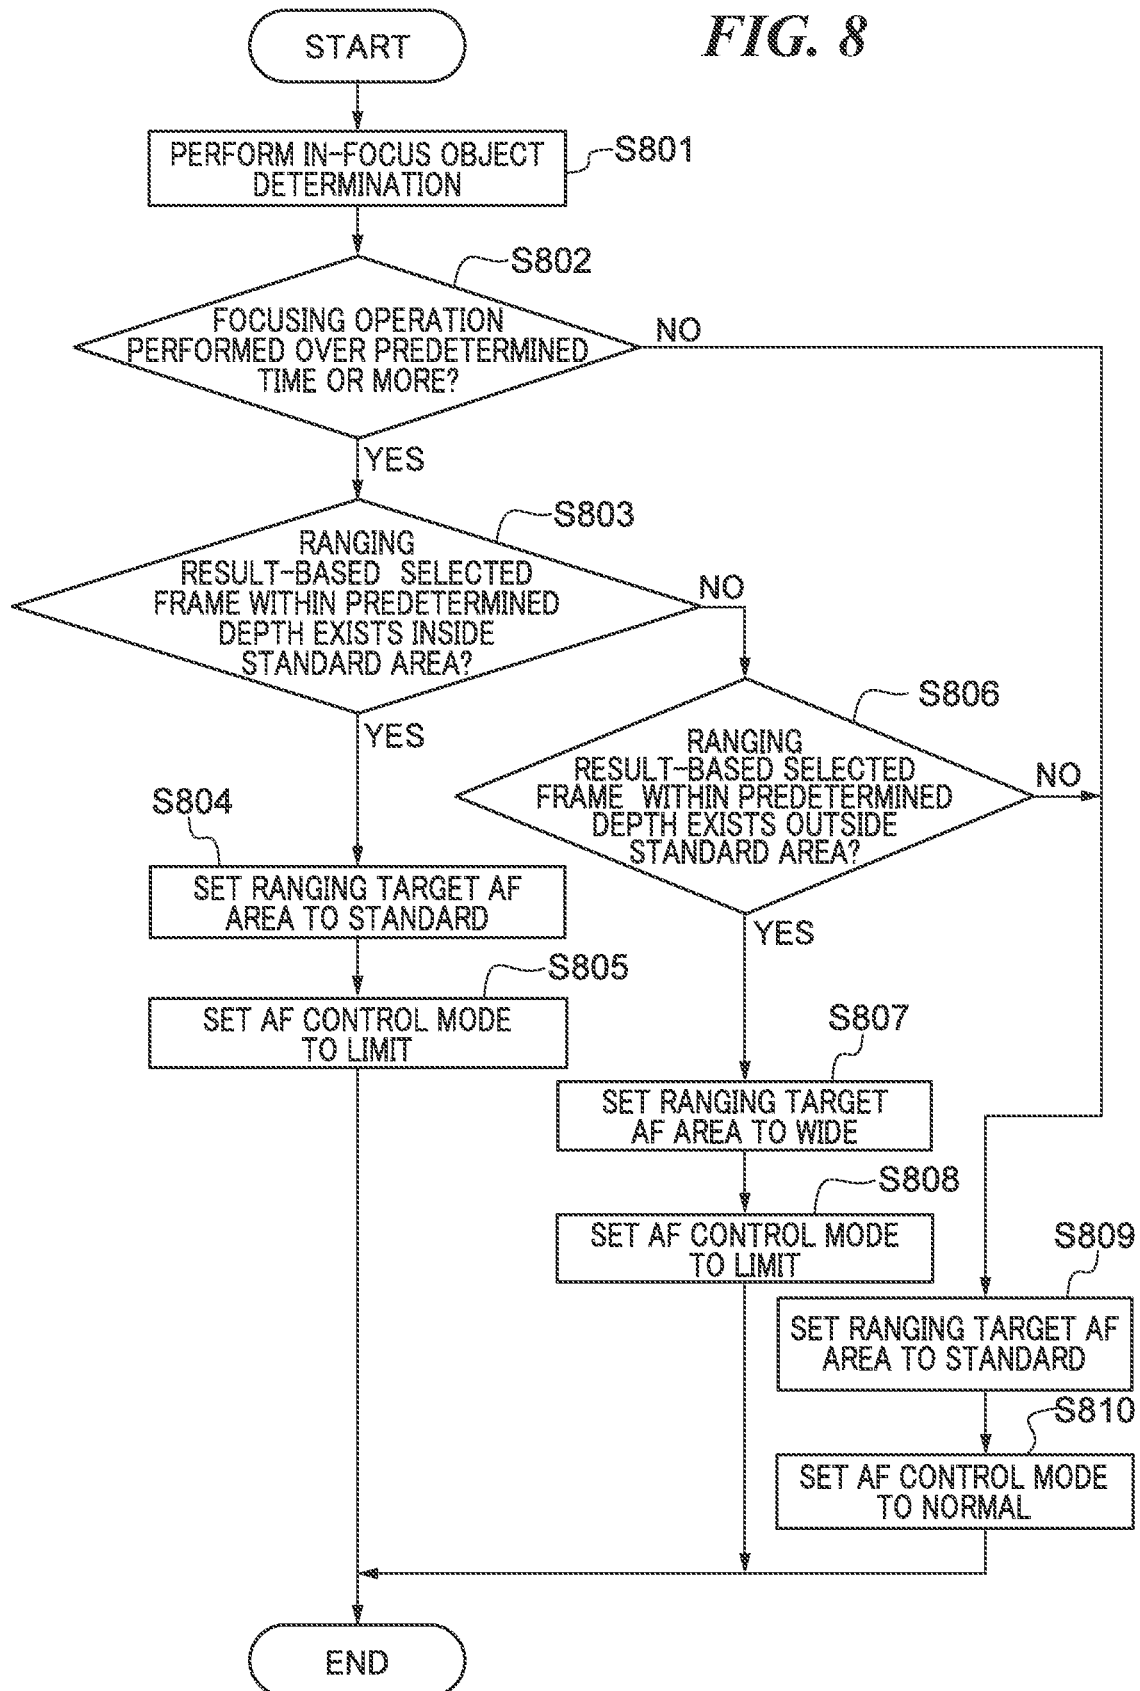 FIG. 8
START
PERFORM IN-FOCUS OBJECT
DETERMINATION
S801
S802
FOCUSING OPERATION
PERFORMED OVER PREDETERMINED
TIME OR MORE?
NO
YES
S803
RANGING
RESULT-BASED SELECTED
FRAME WITHIN PREDETERMINED
DEPTH EXISTS INSIDE
STANDARD AREA?
NO
YES
S806
RANGING
RESULT-BASED SELECTED
FRAME WITHIN PREDETERMINED
DEPTH EXISTS OUTSIDE
STANDARD AREA?
NO
YES
S804
SET RANGING TARGET AF
AREA TO STANDARD
S805
SET AF CONTROL MODE
TO LIMIT
S807
SET RANGING TARGET
AF AREA TO WIDE
S808
SET AF CONTROL MODE
TO LIMIT
S809
SET RANGING TARGET AF
AREA TO STANDARD
S810
SET AF CONTROL MODE
TO NORMAL
END